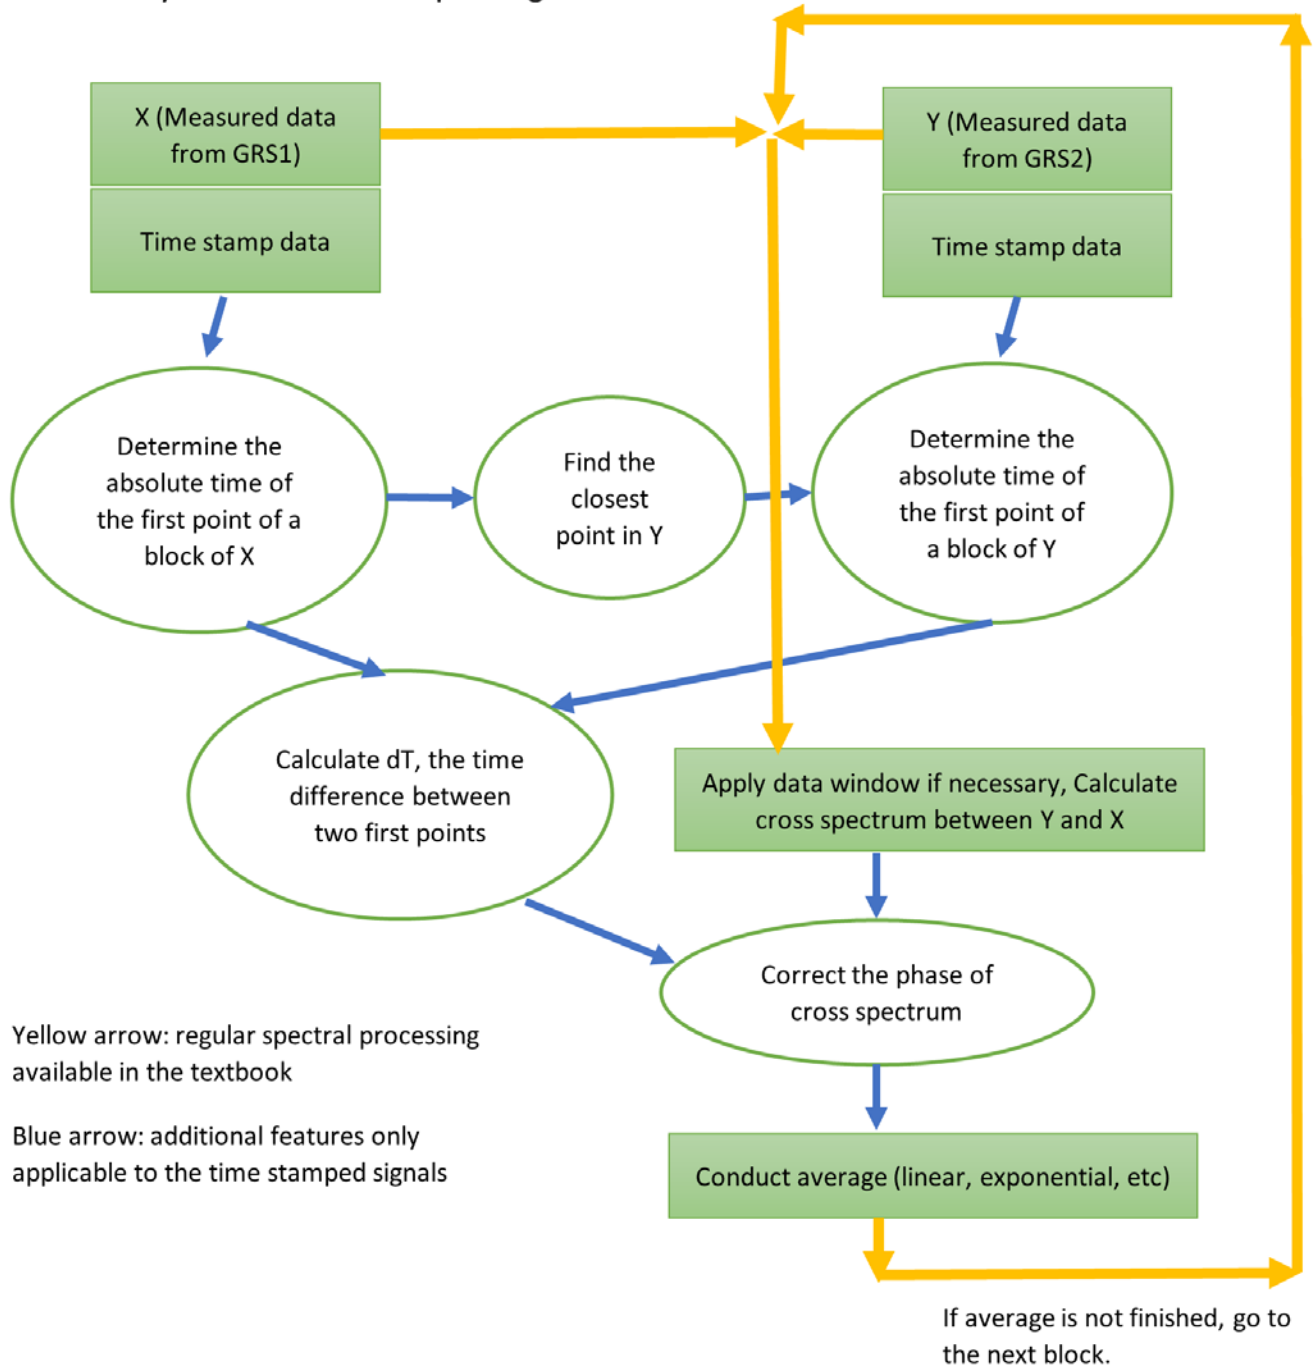 X (Measured data
from GRS1)
Time stamp data
Y (Measured data
from GRS2)
Time stamp data
Determine the
absolute time of
the first point of a
block of X
Find the
closest
point in Y
Determine the
absolute time of
the first point of
a block of Y
Calculate dT, the time
difference between
two first points
Apply data window if necessary, Calculate
cross spectrum between Y and X
Correct the phase of
cross spectrum
Yellow arrow: regular spectral processing
available in the textbook
Blue arrow: additional features only
applicable to the time stamped signals
Conduct average (linear, exponential, etc)
If average is not finished, go to
the next block.